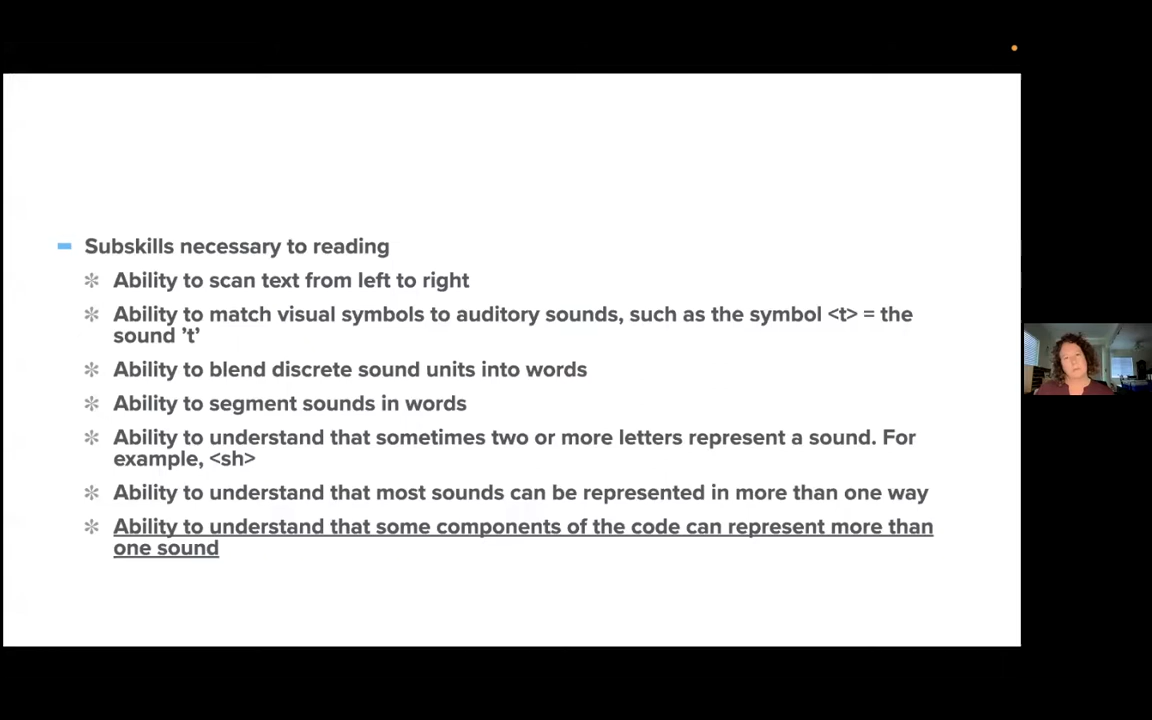 Subskills necessary to reading
Ability to scan text from left to right
Ability to match visual symbols to auditory sounds, such as the symbol <t> = the
sound ’t’
Ability to blend discrete sound units into words
Ability to segment sounds in words
Ability to understand that sometimes two or more letters represent a sound. For
example, <sh>
Ability to understand that most sounds can be represented in more than one way
Ability to understand that some components of the code can represent more than
one sound